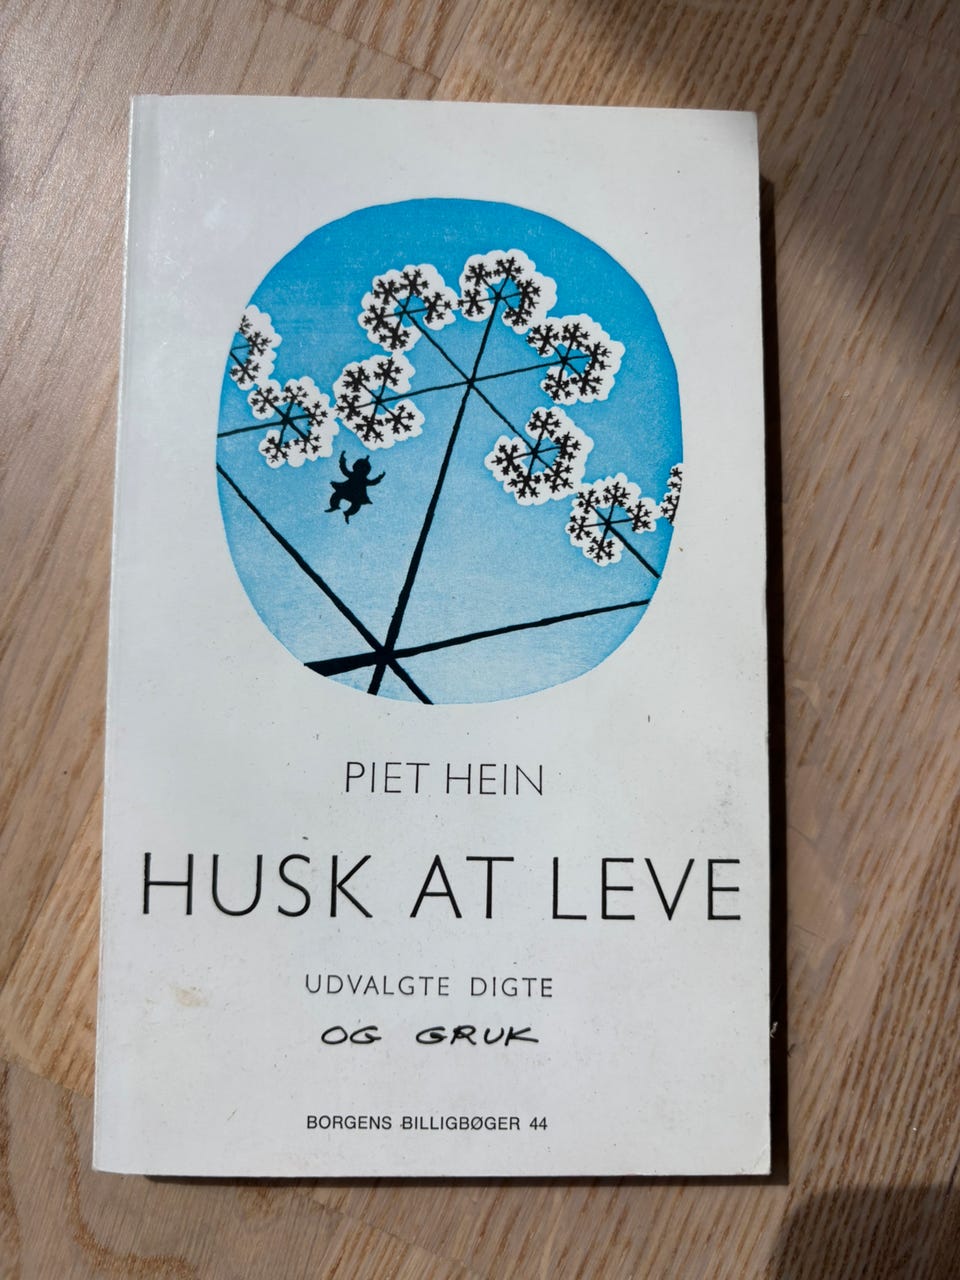 PIET HEIN
HUSK AT LEVE
UDVALGTE DIGTE
OG GRUK
BORGENS BILLIGBØGER 44